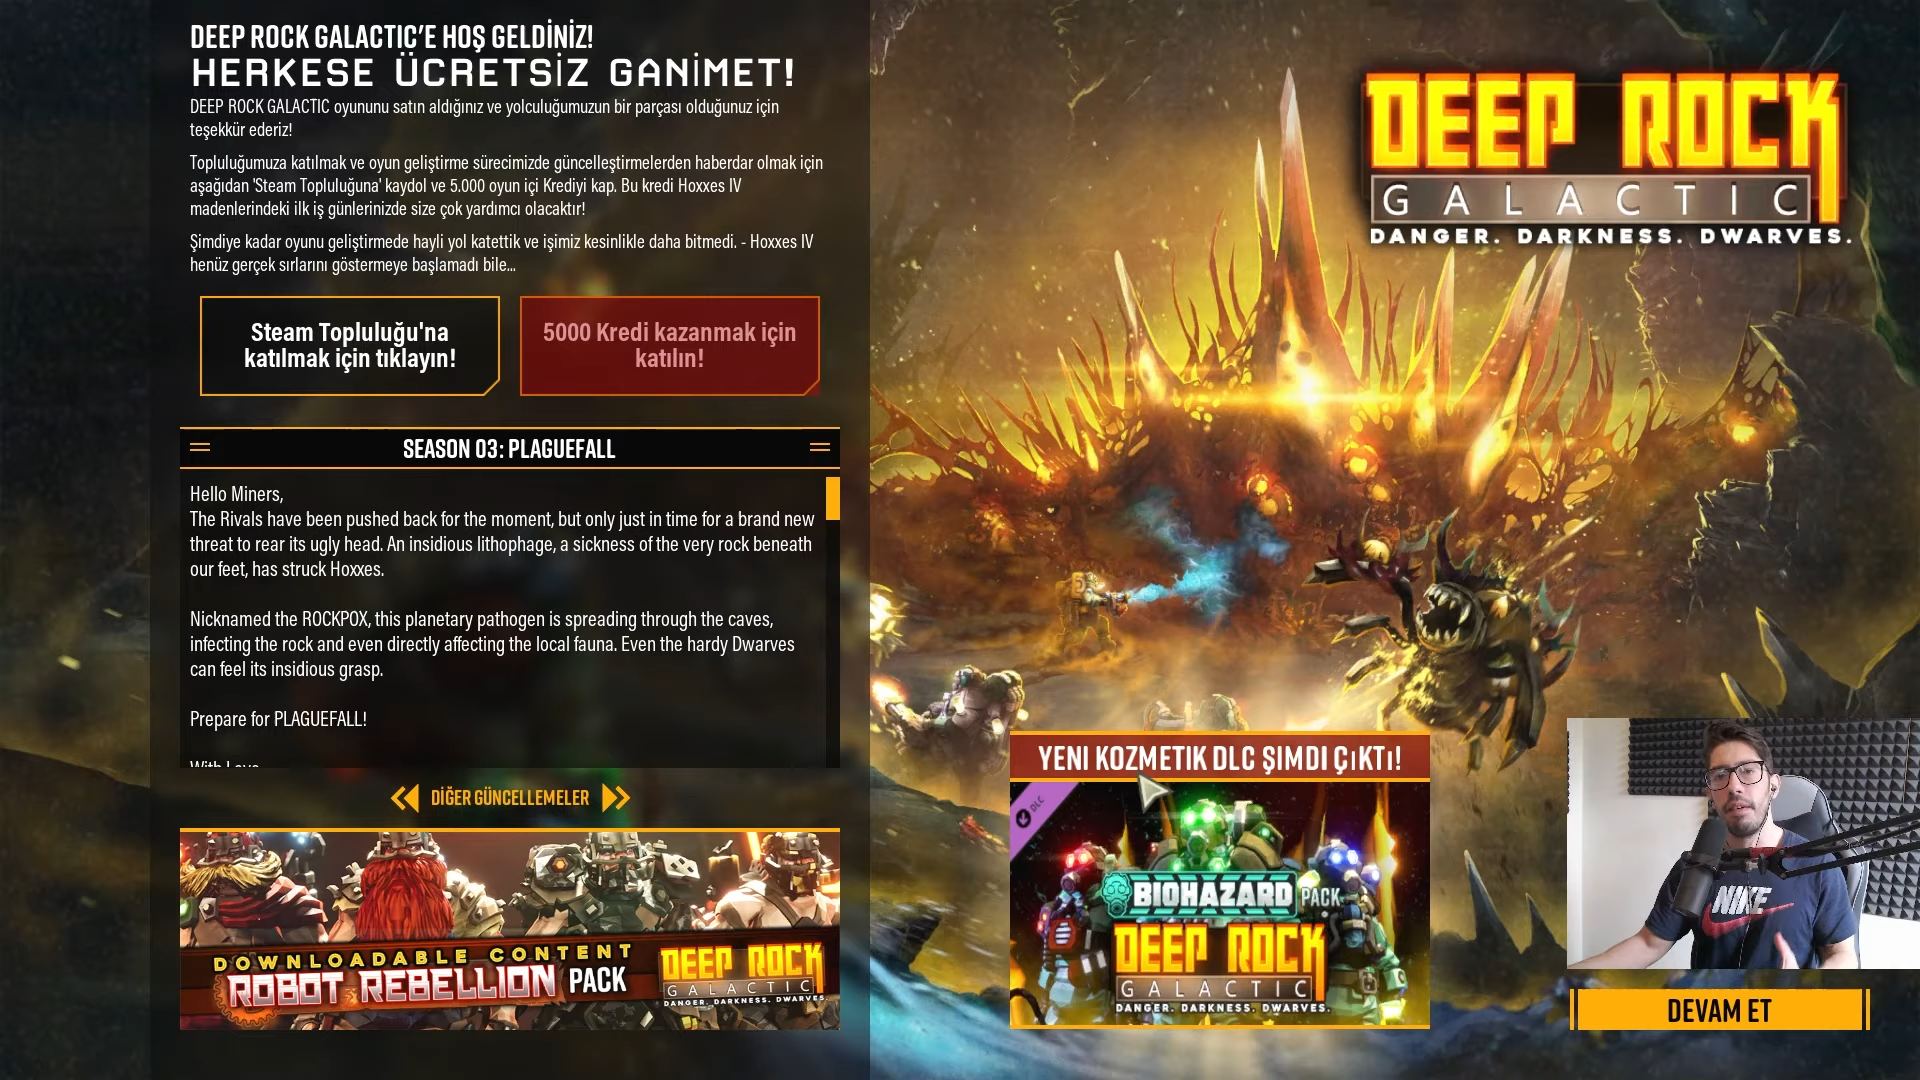 DEEP ROCK GALACTIC'E HOŞ GELDİNİZ!
HERKESE ÜCRETSİZ GANİMET!
DEEP ROCK GALACTIC oyununu satın aldığınız ve yolculuğumuzun bir parçası olduğunuz için
teşekkür ederiz!
Topluluğumuza katılmak ve oyun geliştirme sürecimizde güncelleştirmelerden haberdar olmak için
aşağıdan 'Steam Topluluğuna' kaydol ve 5.000 oyun içi Krediyi kap. Bu kredi Hoxxes IV
madenlerindeki ilk iş günlerinizde size çok yardımcı olacaktır!
Şimdiye kadar oyunu geliştirmede hayli yol katettik ve işimiz kesinlikle daha bitmedi. - Hoxxes IV
henüz gerçek sırlarını göstermeye başlamadı bile...
Steam Topluluğu'na
katılmak için tıklayın!
5000 Kredi kazanmak için
katılın!
SEASON 03: PLAGUEFALL
Hello Miners,
The Rivals have been pushed back for the moment, but only just in time for a brand new
threat to rear its ugly head. An insidious lithophage, a sickness of the very rock beneath
our feet, has struck Hoxxes.
Nicknamed the ROCKPOX, this planetary pathogen is spreading through the caves,
infecting the rock and even directly affecting the local fauna. Even the hardy Dwarves
can feel its insidious grasp.
Prepare for PLAGUEFALL!
With Love
DİĞER GÜNCELLEMELER
DOWNLOADABLE CONTENT
ROBOT REBELLION PACK
DEEP ROCK
GALACTIC
DANGER. DARKNESS. DWARVES.
DEEP ROCK
GALACTIC
DANGER. DARKNESS. DWARVES.
YENI KOZMETIK DLC ŞIMDI ÇıKTı!
DLC
BIOHAZARD PACK
DEEP ROCK
GALACTIC
DANGER. DARKNESS. DWARVES.
NIKE
DEVAM ET